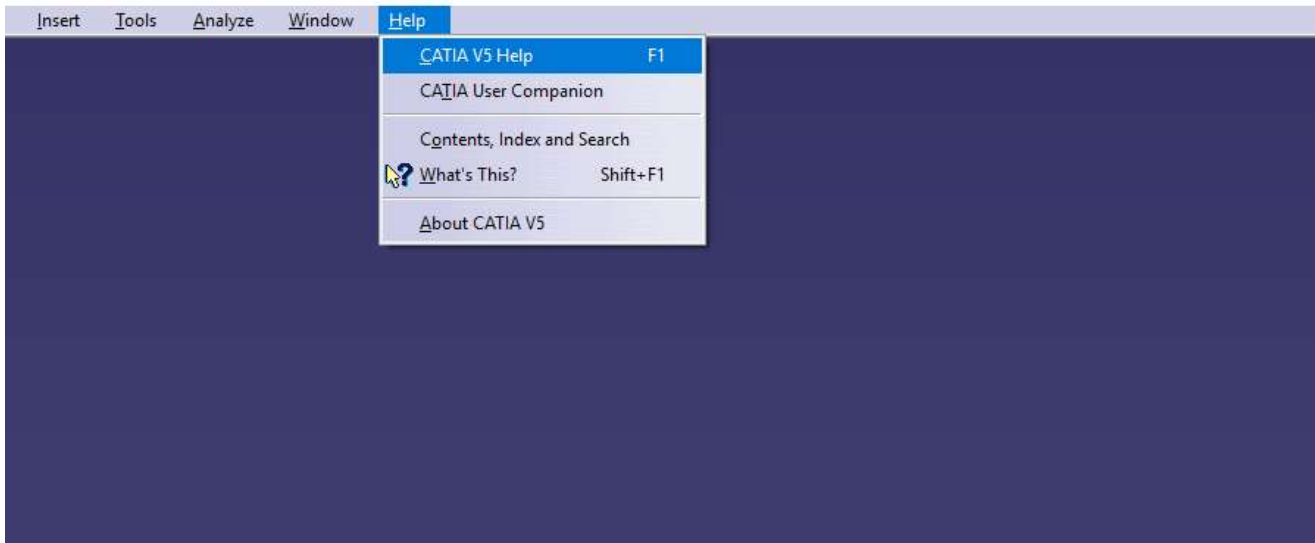 Insert Tools Analyze Window Help
CATIA V5 Help F1
CATIA User Companion
Contents, Index and Search
What's This? Shift+F1
About CATIA V5